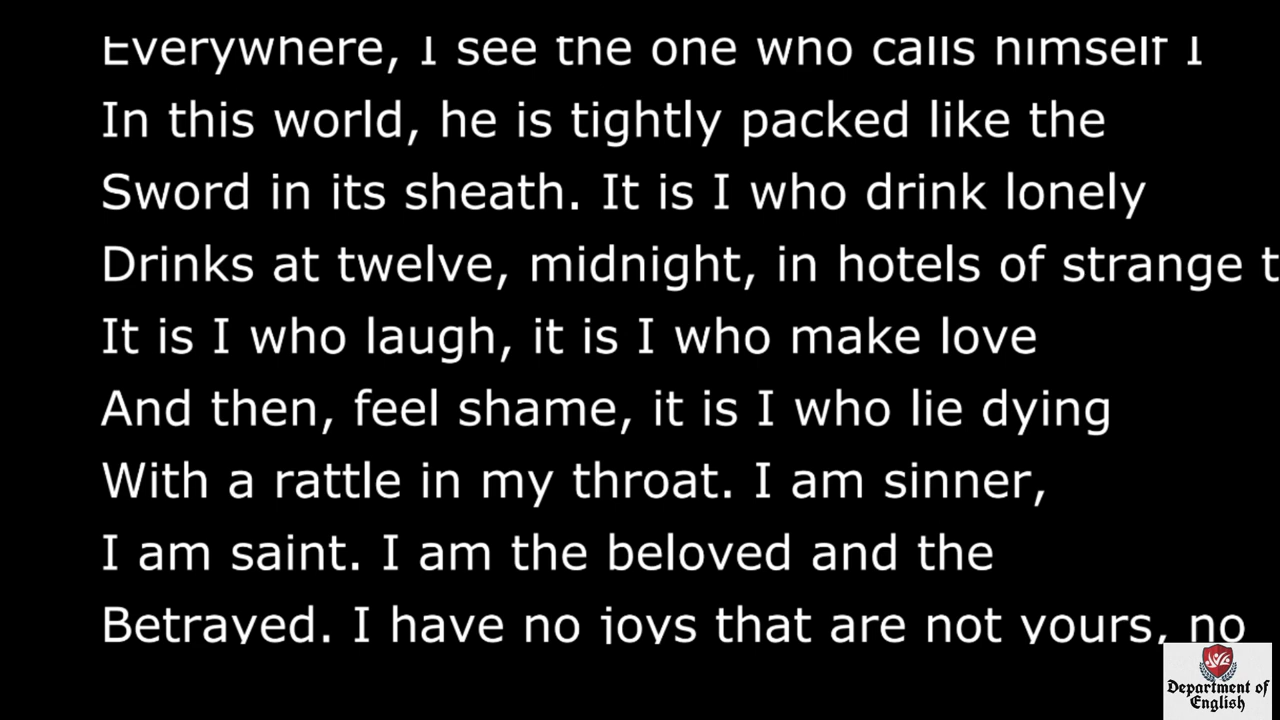 Everywhere, I see the one who calls himself I
In this world, he is tightly packed like the
Sword in its sheath. It is I who drink lonely
Drinks at twelve, midnight, in hotels of strange t
It is I who laugh, it is I who make love
And then, feel shame, it is I who lie dying
With a rattle in my throat. I am sinner,
I am saint. I am the beloved and the
Betrayed. I have no joys that are not yours, no
Department of
English